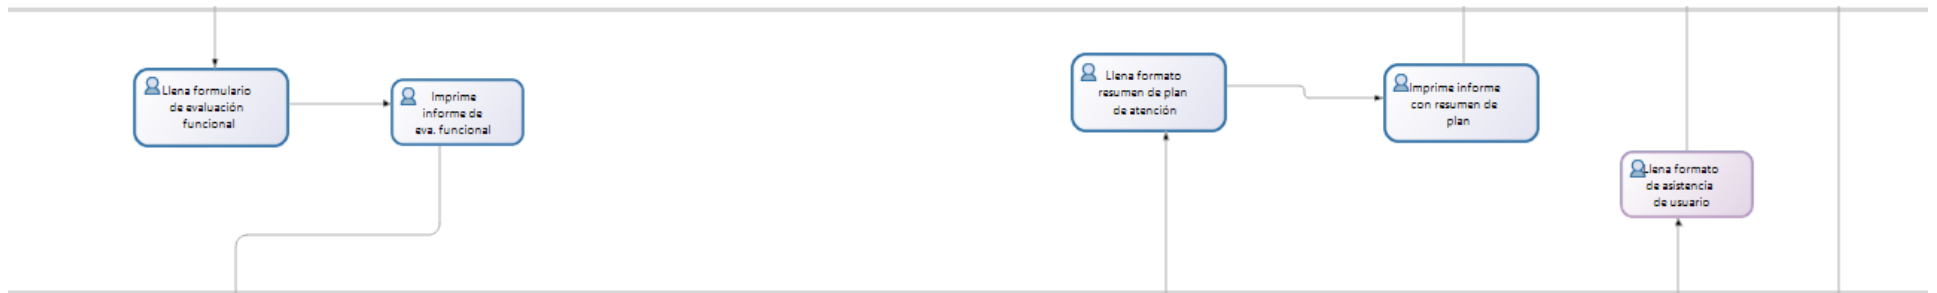 Llena formulario
de evaluación
funcional
Imprime
informe de
eva. funcional
Llena formato
resumen de plan
de atención
Imprime informe
con resumen de
plan
Llena formato
de asistencia
de usuario